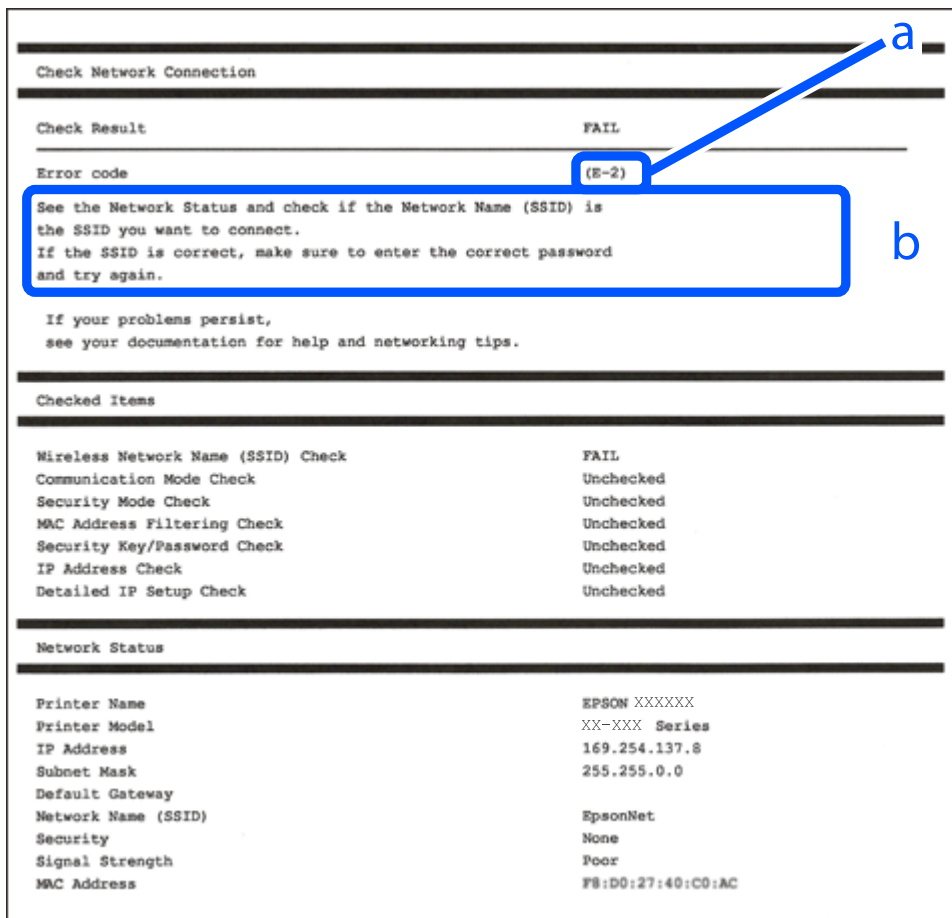 a
Check Network Connection
Check Result FAIL
Error code (E-2)
See the Network Status and check if the Network Name (SSID) is
the SSID you want to connect.
If the SSID is correct, make sure to enter the correct password
and try again.
b
If your problems persist,
see your documentation for help and networking tips.
Checked Items
Wireless Network Name (SSID) Check FAIL
Communication Mode Check Unchecked
Security Mode Check Unchecked
MAC Address Filtering Check Unchecked
Security Key/Password Check Unchecked
IP Address Check Unchecked
Detailed IP Setup Check Unchecked
Network Status
Printer Name EPSON XXXXXX
Printer Model XX-XXX Series
IP Address 169.254.137.8
Subnet Mask 255.255.0.0
Default Gateway
Network Name (SSID) EpsonNet
Security None
Signal Strength Poor
MAC Address F8:D0:27:40:C0:AC